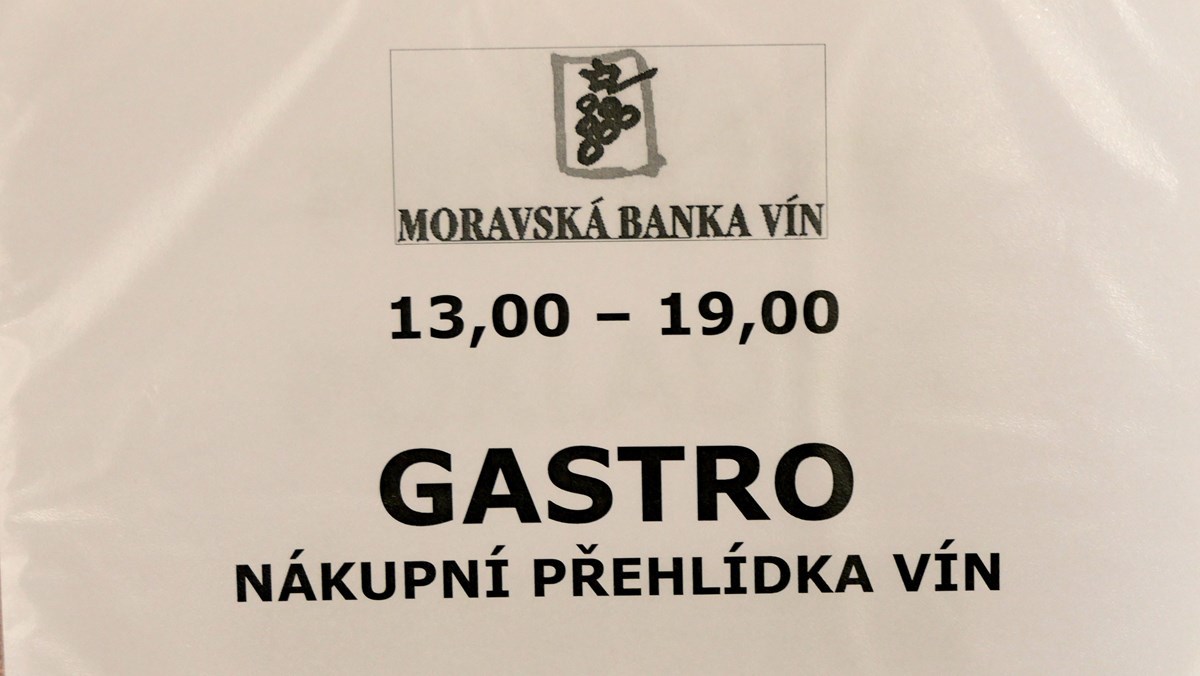 MORAVSKÁ BANKA VÍN
13,00 – 19,00
GASTRO
NÁKUPNÍ PŘEHLÍDKA VÍN